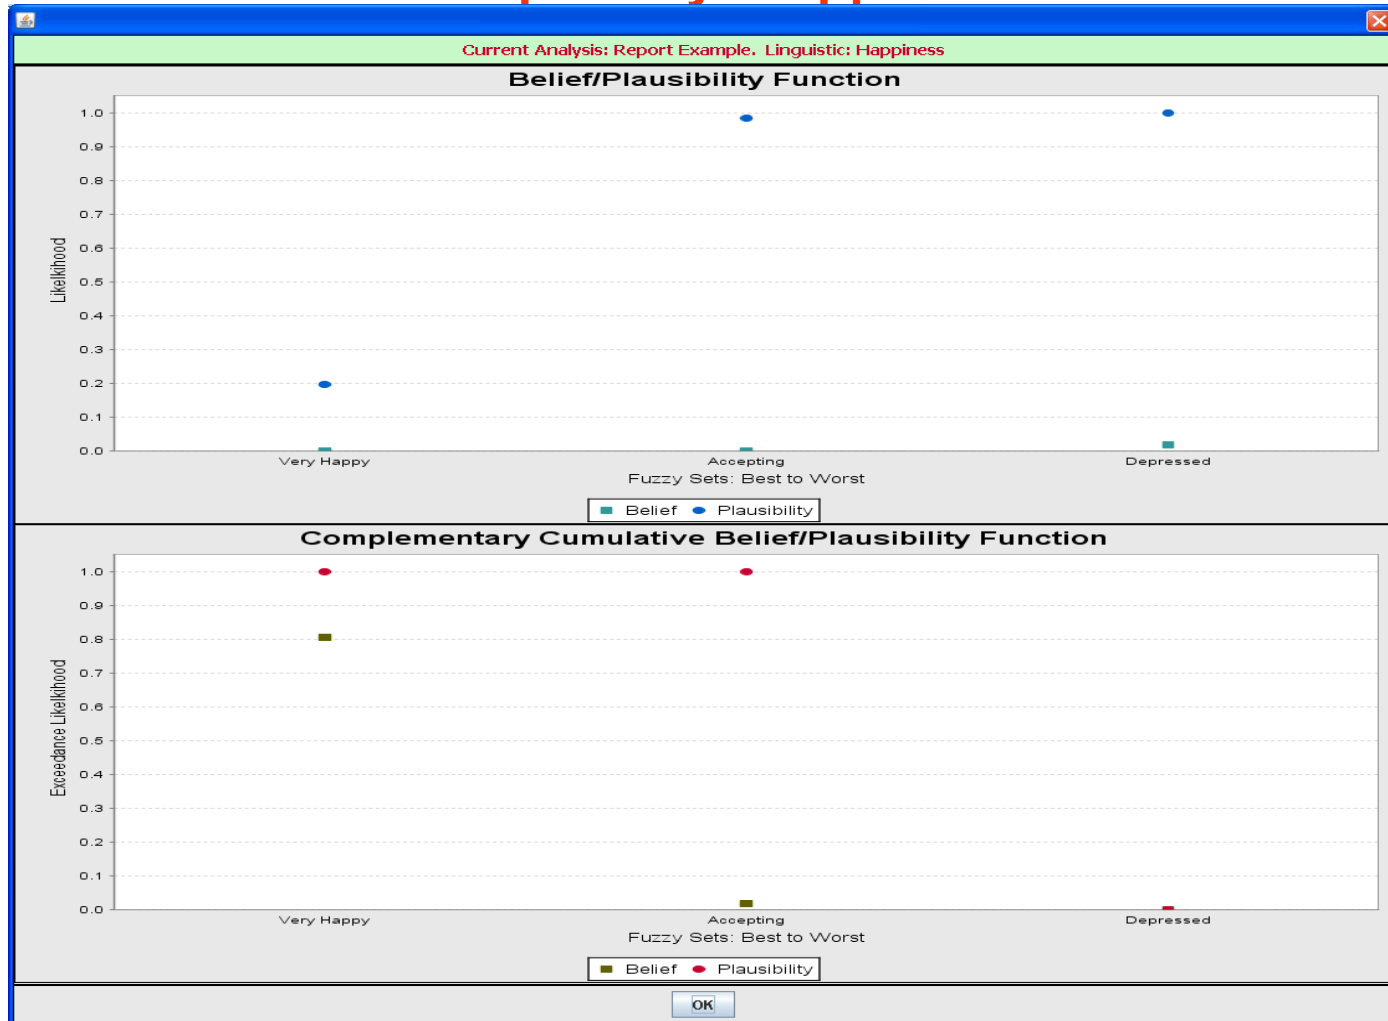 Current Analysis: Report Example. Linguistic: Happiness
Belief/Plausibility Function
1.0
0.9
0.8
0.7
0.6
0.5
0.4
0.3
0.2
0.1
0.0
Likelkihood
Very Happy Accepting Depressed
Fuzzy Sets: Best to Worst
Belief Plausibility
Complementary Cumulative Belief/Plausibility Function
1.0
0.9
0.8
0.7
0.6
0.5
0.4
0.3
0.2
0.1
0.0
Exceedance Likelkihood
Very Happy Accepting Depressed
Fuzzy Sets: Best to Worst
Belief Plausibility
OK